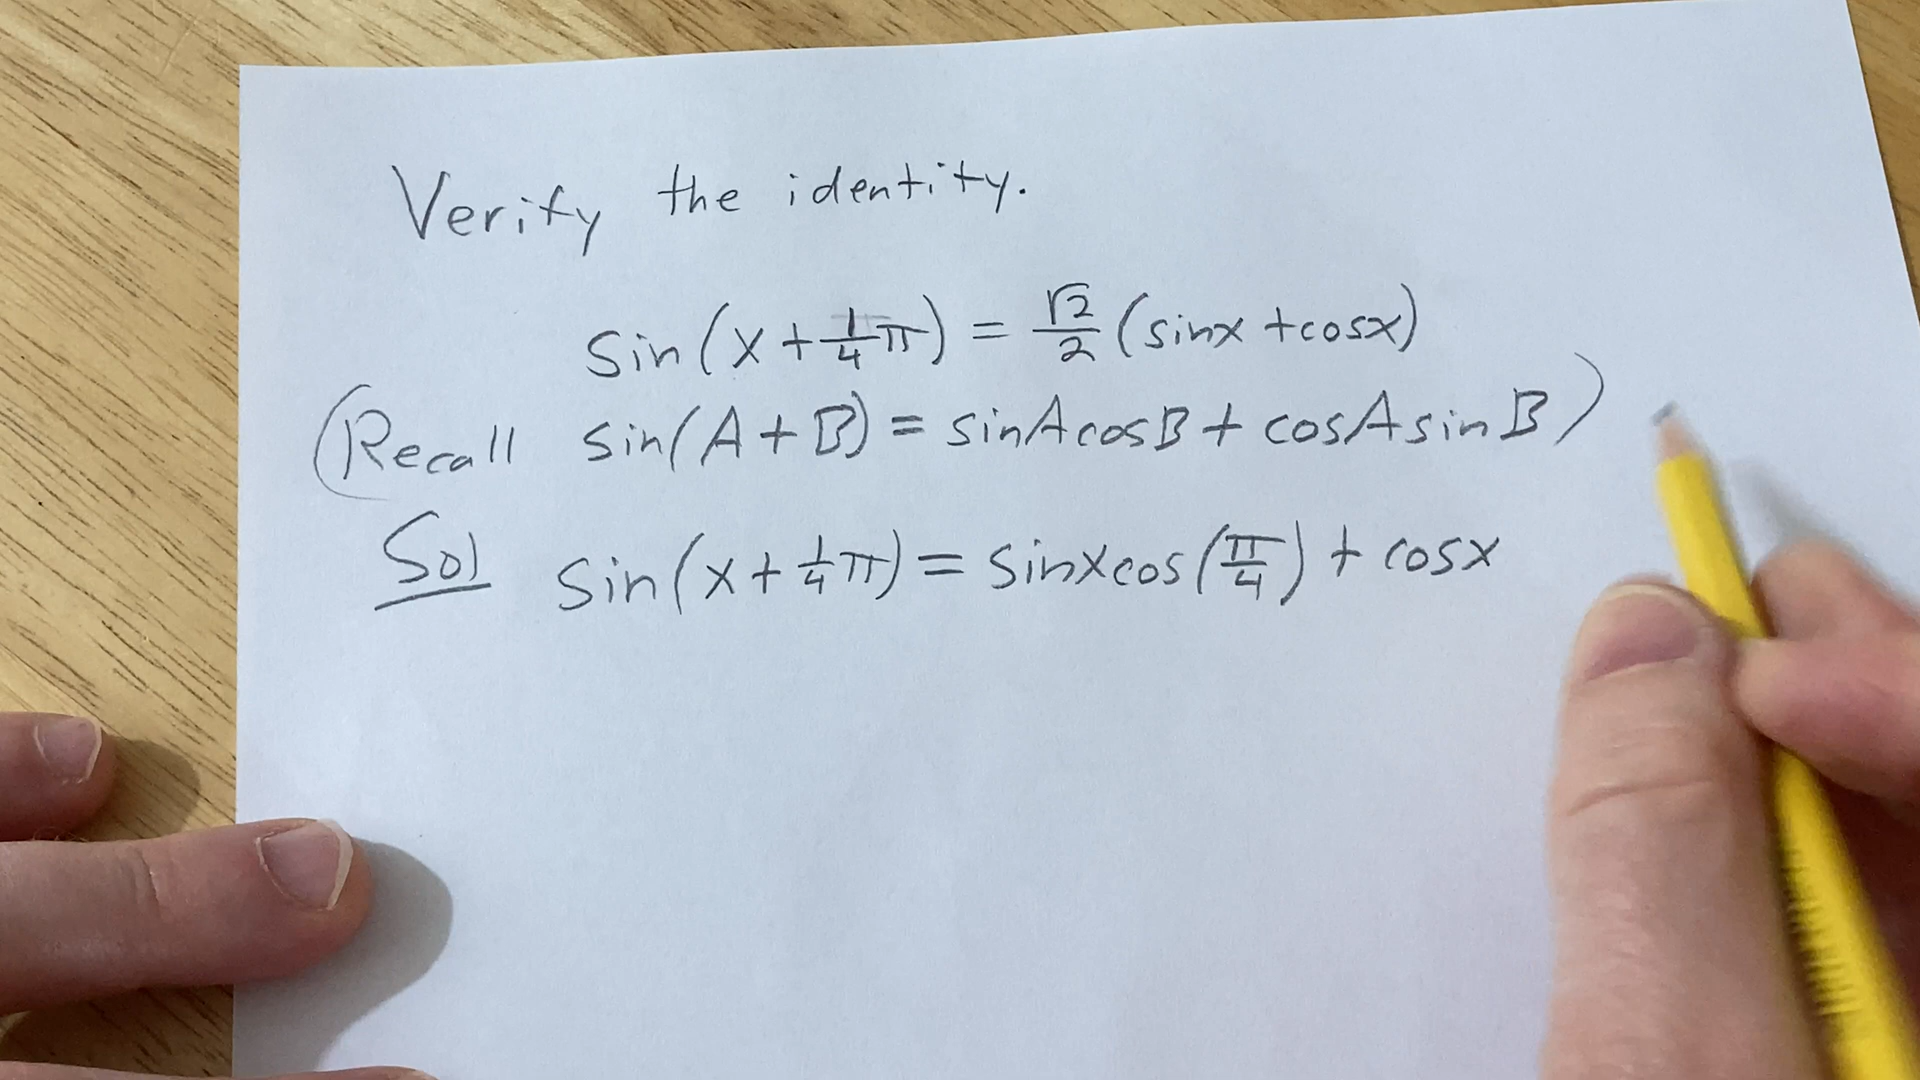 Verify the identity.
sin(x + 1/4 π) = √2/2 (sinx + cosx)
(Recall sin(A + B) = sinAcosB + cosAsinB)
Sol sin(x + 1/4 π) = sinxcos(π/4) + cosx